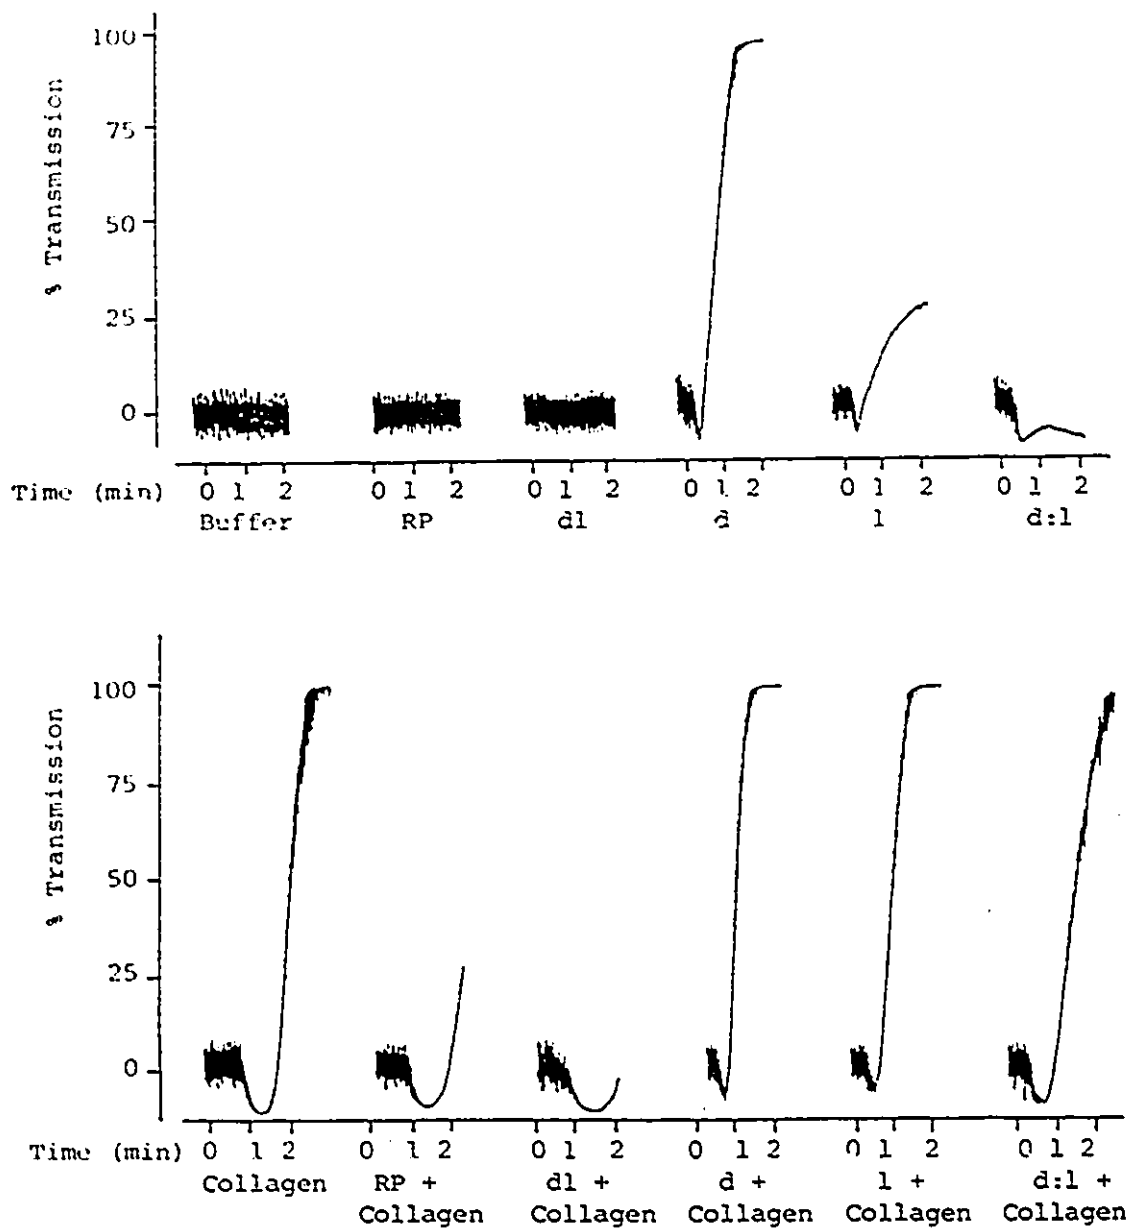 % Transmission
100
75
50
25
0
Time (min) 0 1 2 0 1 2 0 1 2 0 1 2 0 1 2 0 1 2
Buffer RP dl d l d:l
% Transmission
100
75
50
25
0
Time (min) 0 1 2 0 1 2 0 1 2 0 1 2 0 1 2 0 1 2
Collagen RP + dl + d + l + d:l +
Collagen Collagen Collagen Collagen Collagen